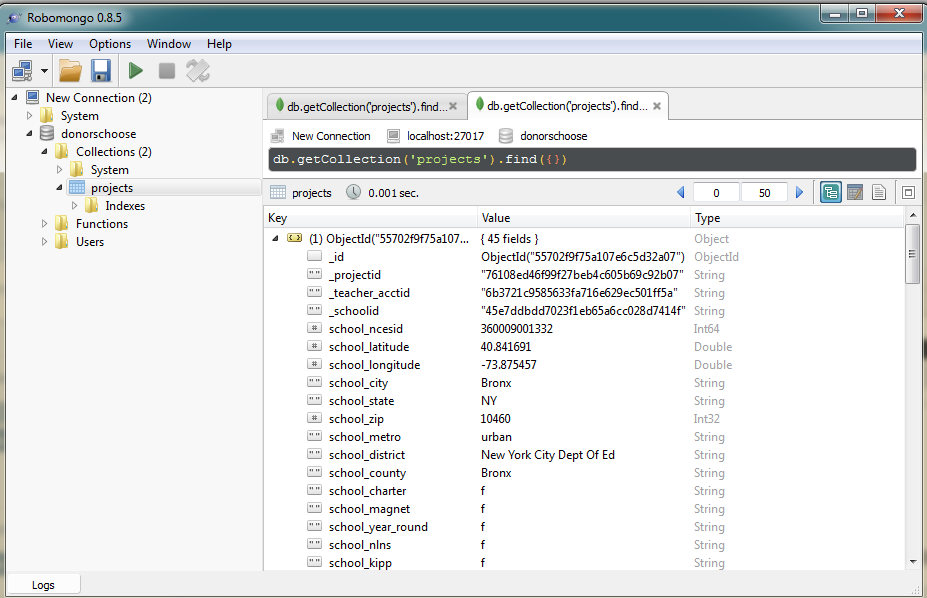 Robomongo 0.8.5
File View Options Window Help
New Connection (2)
System
donorschoose
Collections (2)
System
projects
Indexes
Functions
Users
db.getCollection('projects').find... db.getCollection('projects').find...
New Connection localhost:27017 donorschoose
db.getCollection('projects').find({})
projects 0.001 sec. 0 50
Key Value Type
(1) ObjectId("55702f9f75a107... { 45 fields } Object
_id ObjectId("55702f9f75a107e6c5d32a07") ObjectId
_projectid "76108ed46f99f27beb4c605b69c92b07" String
_teacher_acctid "6b3721c9585633fa716e629ec501ff5a" String
_schoolid "45e7ddbdd7023f1eb65a6cc028d7414f" String
school_ncesid 360009001332 Int64
school_latitude 40.841691 Double
school_longitude -73.875457 Double
school_city Bronx String
school_state NY String
school_zip 10460 Int32
school_metro urban String
school_district New York City Dept Of Ed String
school_county Bronx String
school_charter f String
school_magnet f String
school_year_round f String
school_nlns f String
school_kipp f String
Logs